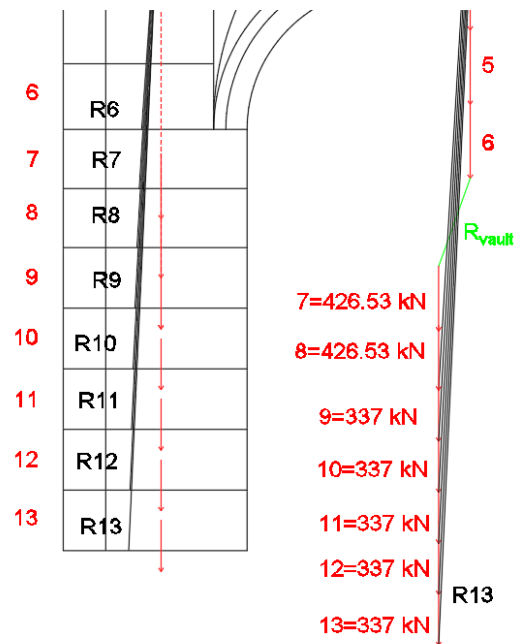 5
6
R6
6
7
R7
8
R8
R_vault
9
R9
7=426.53 kN
10
R10
8=426.53 kN
11
R11
9=337 kN
12
R12
10=337 kN
13
R13
11=337 kN
12=337 kN
R13
13=337 kN